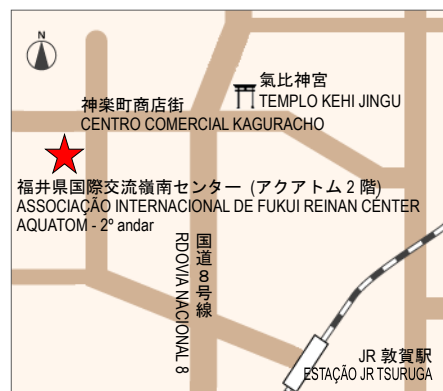 N
氣比神宮
TEMPLO KEHI JINGU
神楽町商店街
CENTRO COMERCIAL KAGURACHO
福井県国際交流嶺南センター (アクアトム2階)
ASSOCIAÇÃO INTERNACIONAL DE FUKUI REINAN CENTER
AQUATOM - 2º andar
国道8号線
RDOVIA NACIONAL 8
JR 敦賀駅
ESTAÇÃO JR TSURUGA